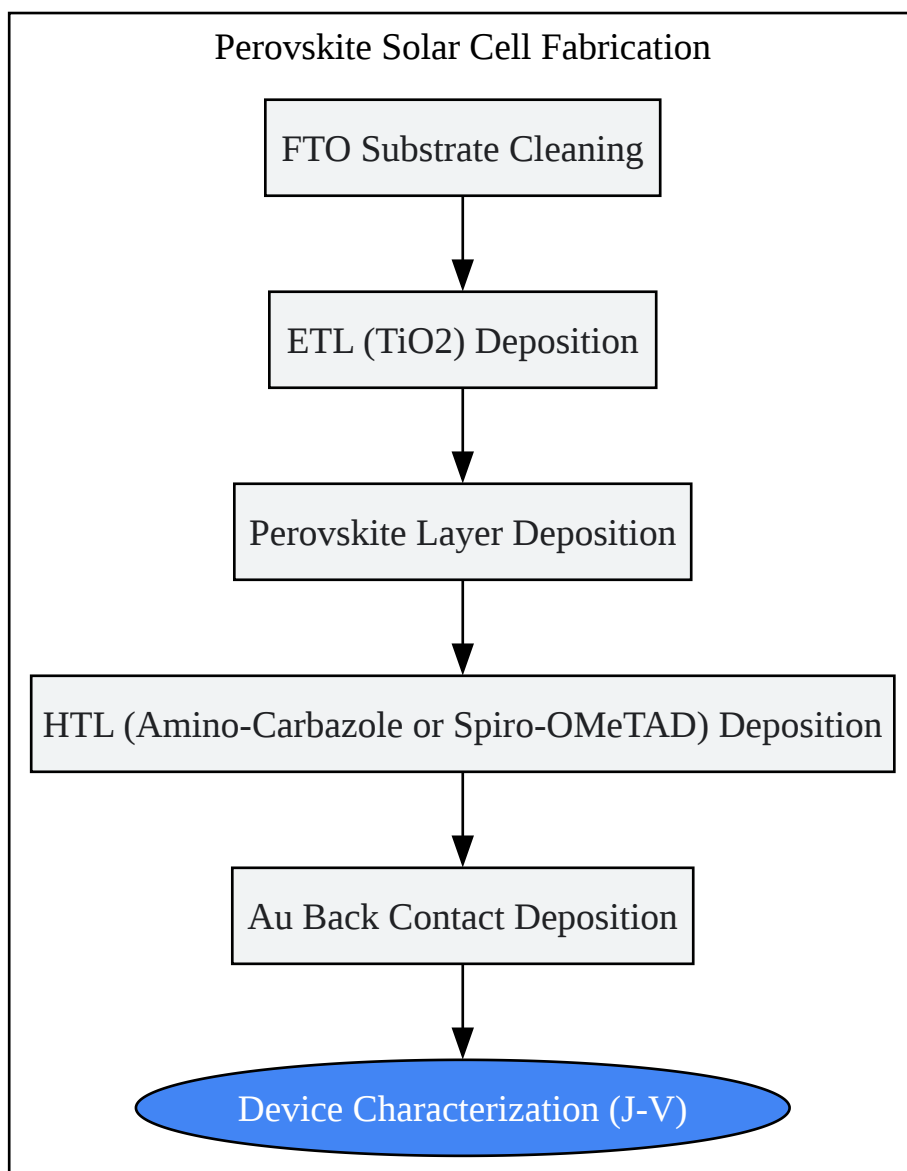 Perovskite Solar Cell Fabrication
FTO Substrate Cleaning
ETL (TiO2) Deposition
Perovskite Layer Deposition
HTL (Amino-Carbazole or Spiro-OMeTAD) Deposition
Au Back Contact Deposition
Device Characterization (J-V)